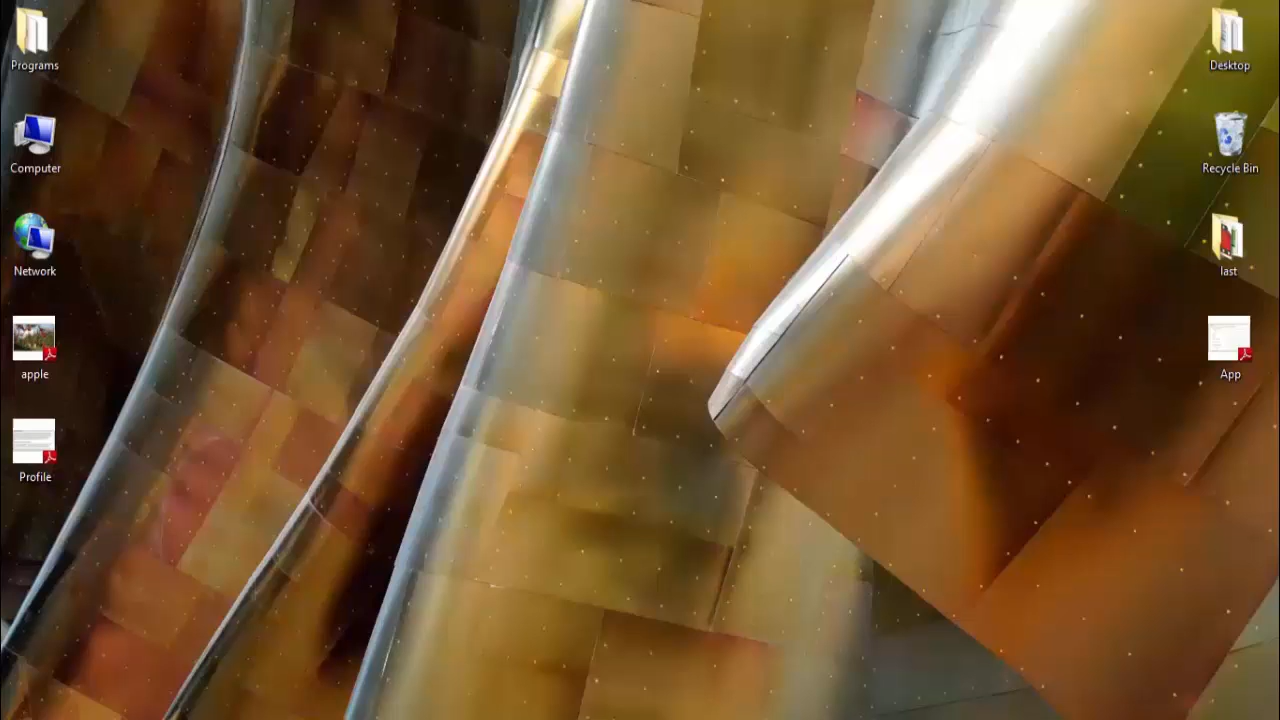 Programs
Computer
Network
apple
Profile
Desktop
Recycle Bin
last
App